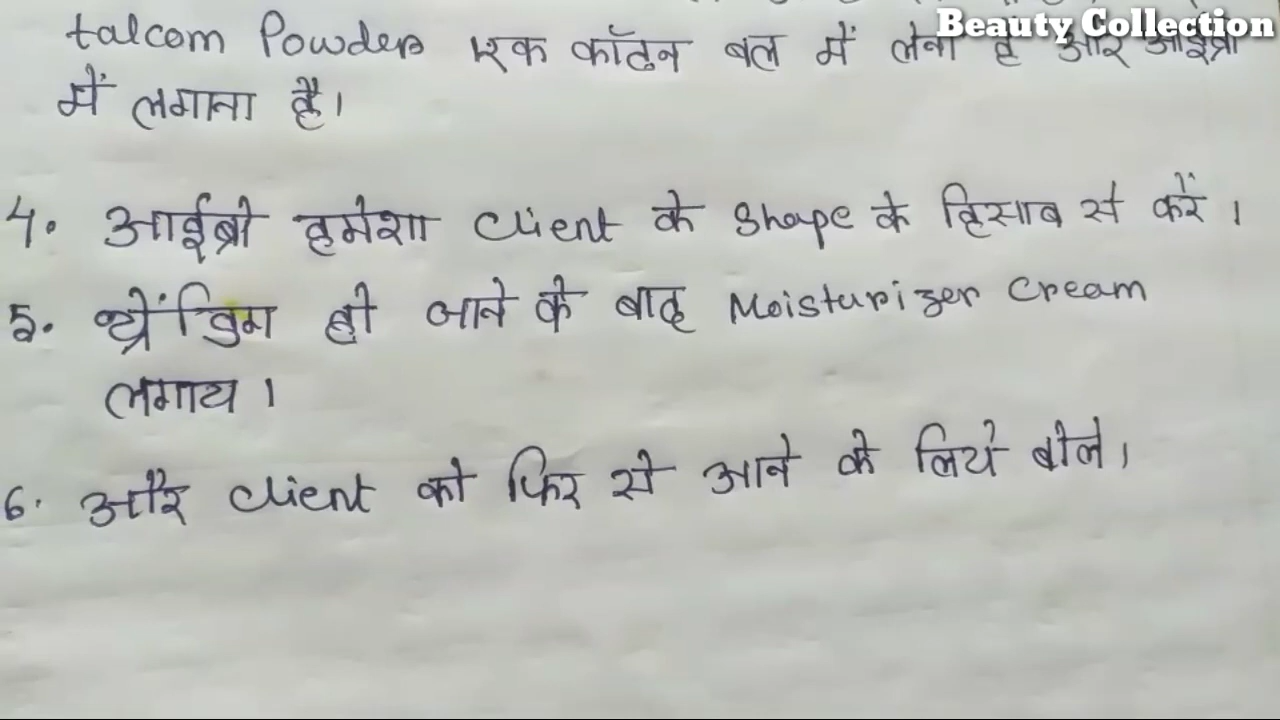 Beauty Collection
talcom Powder एक कॉटन बल में लेना है और आईब्रो
में लगाना है।
4. आईब्रो हमेशा Client के Shape के हिसाब से करें।
5. थ्रेंडिग हो जाने के बाद Moisturizer Cream
लगाय।
6. और Client को फिर से आने के लिये बोले।